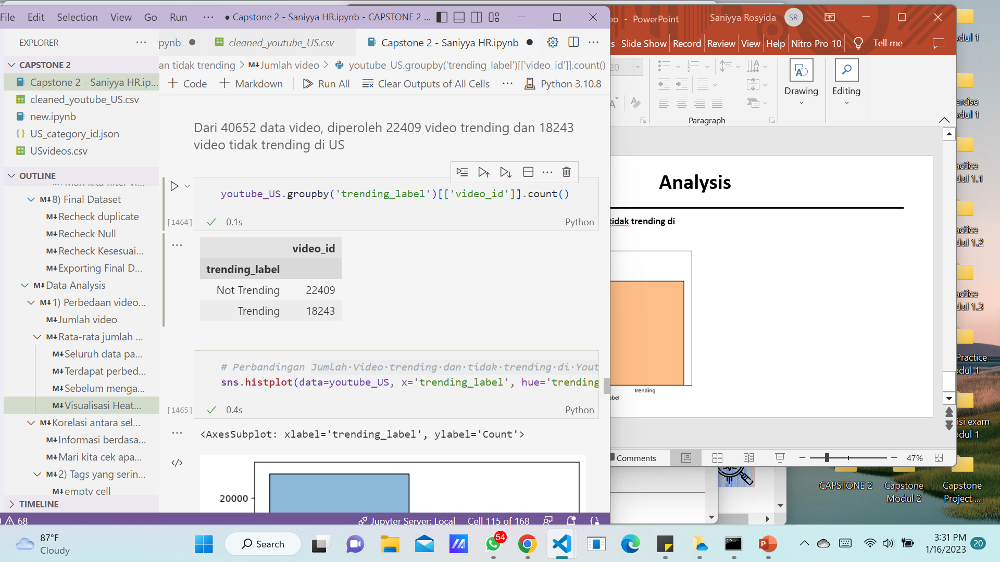 File Edit Selection View Go Run ··· ● Capstone 2 - Saniyya HR.ipynb - CAPSTONE 2 ...
EXPLORER ···
pynb ●
cleaned_youtube_US.csv
Capstone 2 - Saniyya HR.ipynb ●
···
CAPSTONE 2
Capstone 2 - Saniyya HR.ip...
cleaned_youtube_US.csv
new.ipynb
US_category_id.json
USvideos.csv
OUTLINE
8) Final Dataset
Recheck duplicate
Recheck Null
Recheck Kesesuai...
Exporting Final D...
Data Analysis
1) Perbedaan video...
Jumlah video
Rata-rata jumlah ...
Seluruh data pa...
Terdapat perbed...
Sebelum menga...
Visualisasi Heat...
Korelasi antara sel...
Informasi berdasa...
Mari kita cek apa...
2) Tags yang serin...
empty cell
TIMELINE
an tidak trending > M↓Jumlah video > youtube_US.groupby('trending_label')[['video_id']].count()
+ Code + Markdown Run All Clear Outputs of All Cells ··· Python 3.10.8
Dari 40652 data video, diperoleh 22409 video trending dan 18243
video tidak trending di US
youtube_US.groupby('trending_label')[['video_id']].count()
[1464] ✓ 0.1s Python
video_id
trending_label
Not Trending 22409
Trending 18243
# Perbandingan Jumlah·Video·trending·dan·tidak·trending·di·Yout
sns.histplot(data=youtube_US, x='trending_label', hue='trending
[1465] ✓ 0.4s Python
<AxesSubplot: xlabel='trending_label', ylabel='Count'>
20000
68
Jupyter Server: Local Cell 115 of 168
eo - PowerPoint Saniyya Rosyida SR
ns Slide Show Record Review View Help Nitro Pro 10 Tell me
20
Drawing
Editing
Paragraph
Analysis
tidak trending di
Trending
abel
Comments 47%
dul 1
ercise
dul 1
actice
ul 1.1
actice
dul 1.2
actice
dul 1.3
Practice
dul 1
isi exam
dul 1
CAPSTONE 2
Capstone
Modul 2
Capstone
Project ...
87°F
Cloudy
Search
54
3:31 PM
1/16/2023
20